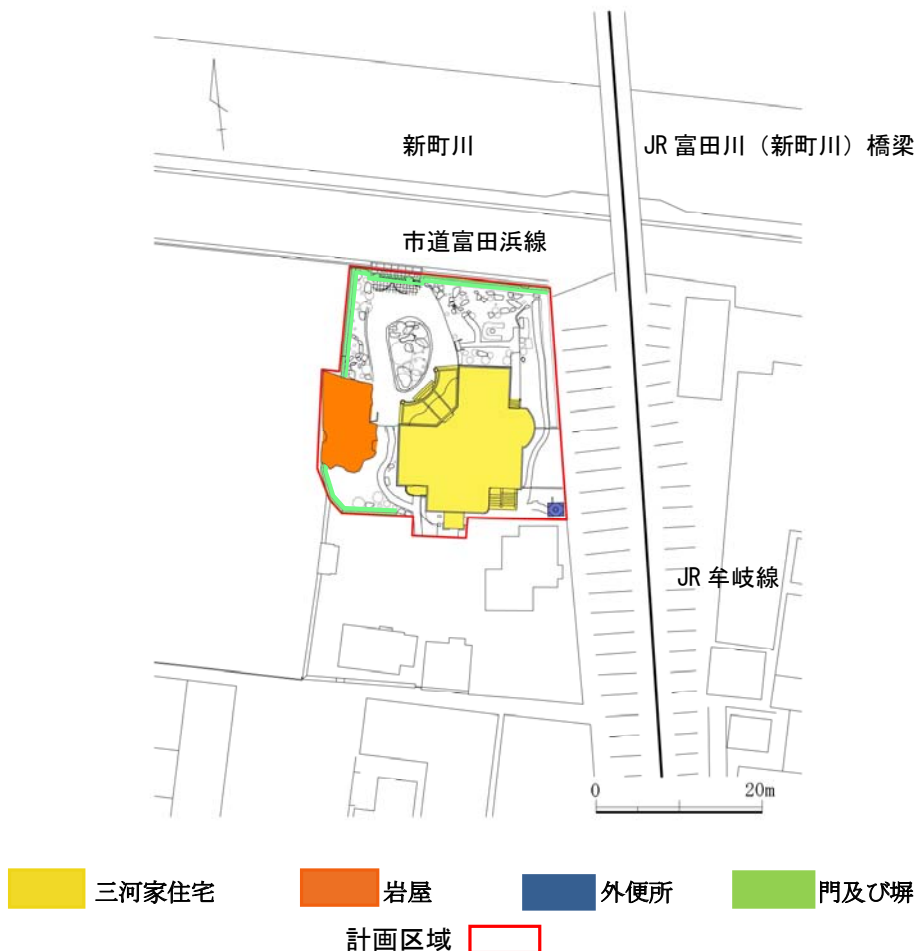 新町川
JR 富田川（新町川）橋梁
市道富田浜線
JR 牟岐線
0 20m
三河家住宅 岩屋 外便所 門及び塀
計画区域